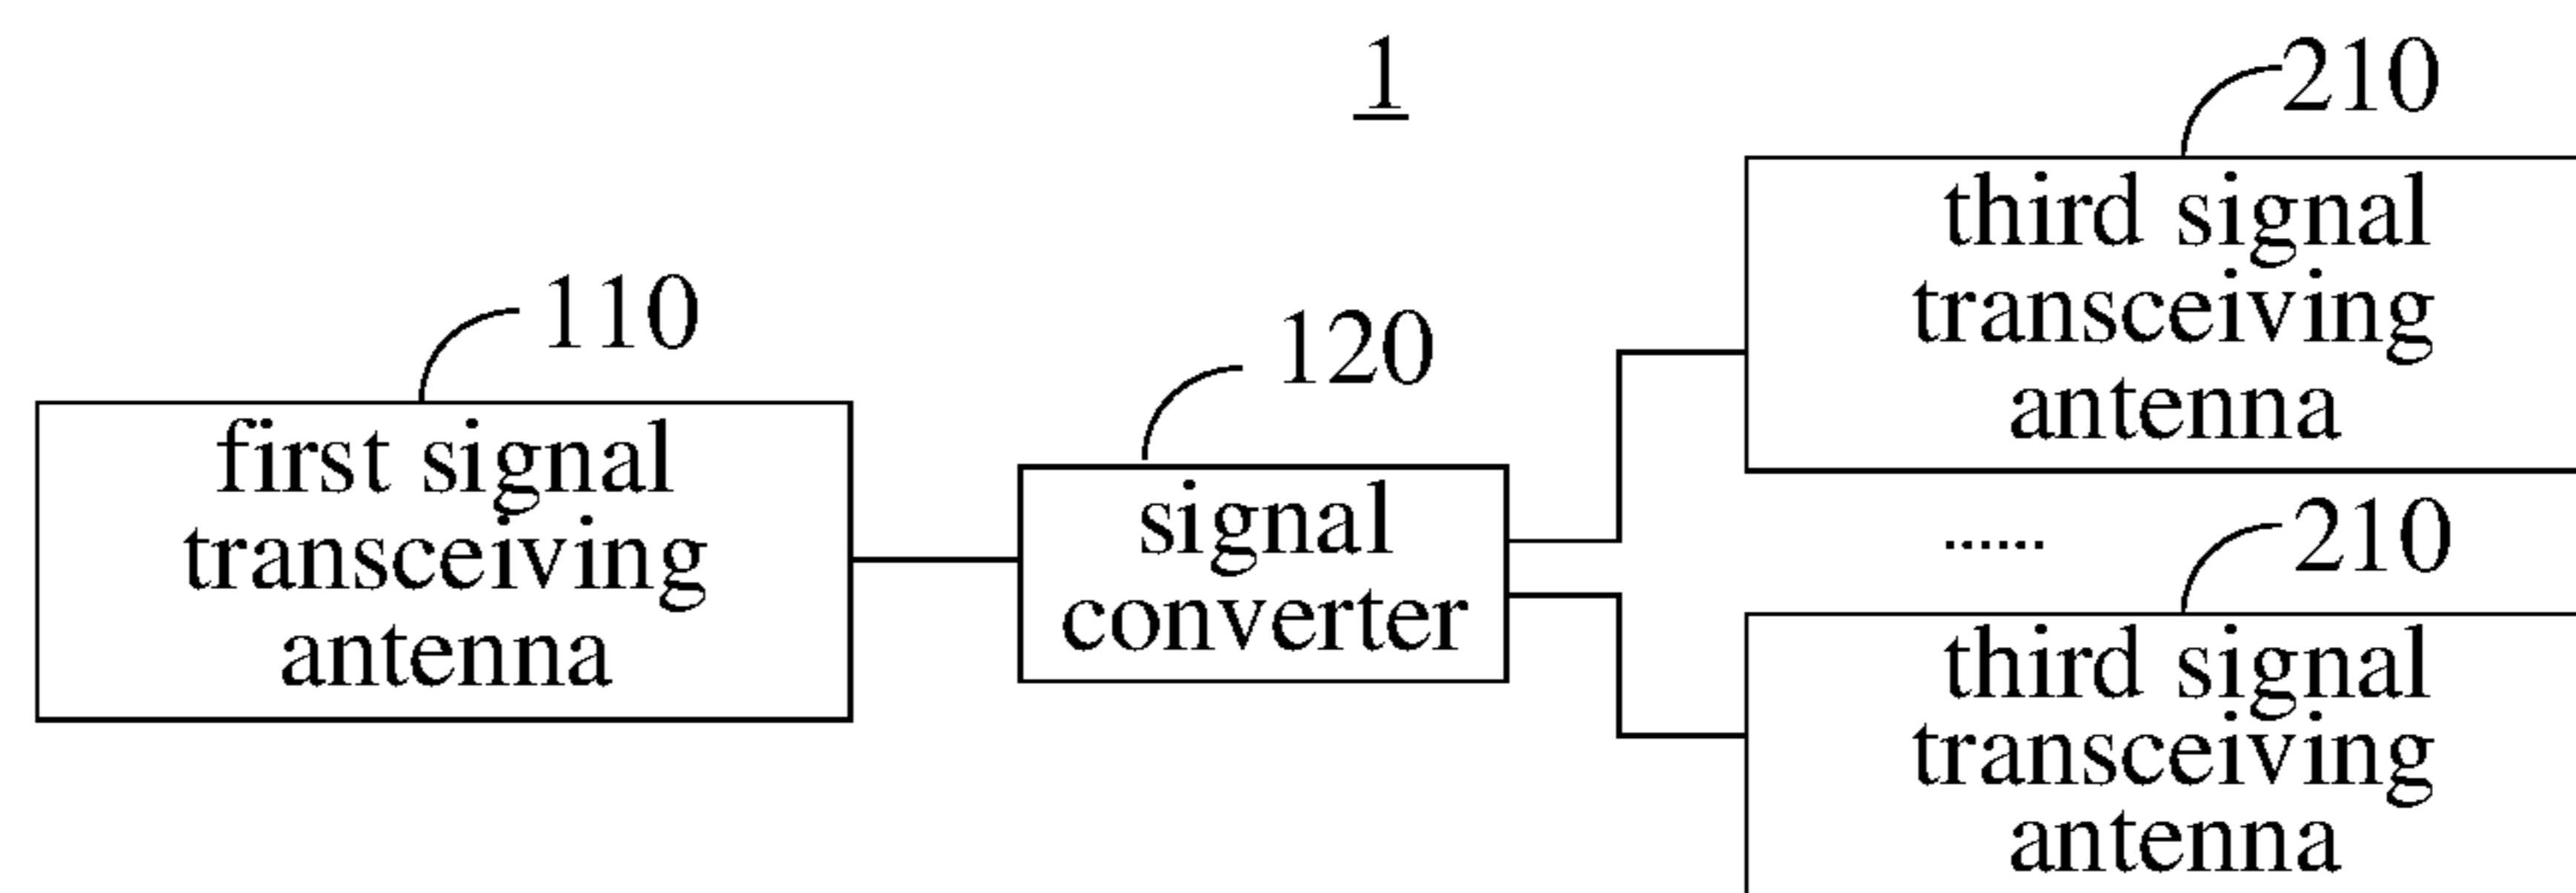 1
210
third signal
transceiving
antenna
110
first signal
transceiving
antenna
120
signal
converter
......
210
third signal
transceiving
antenna